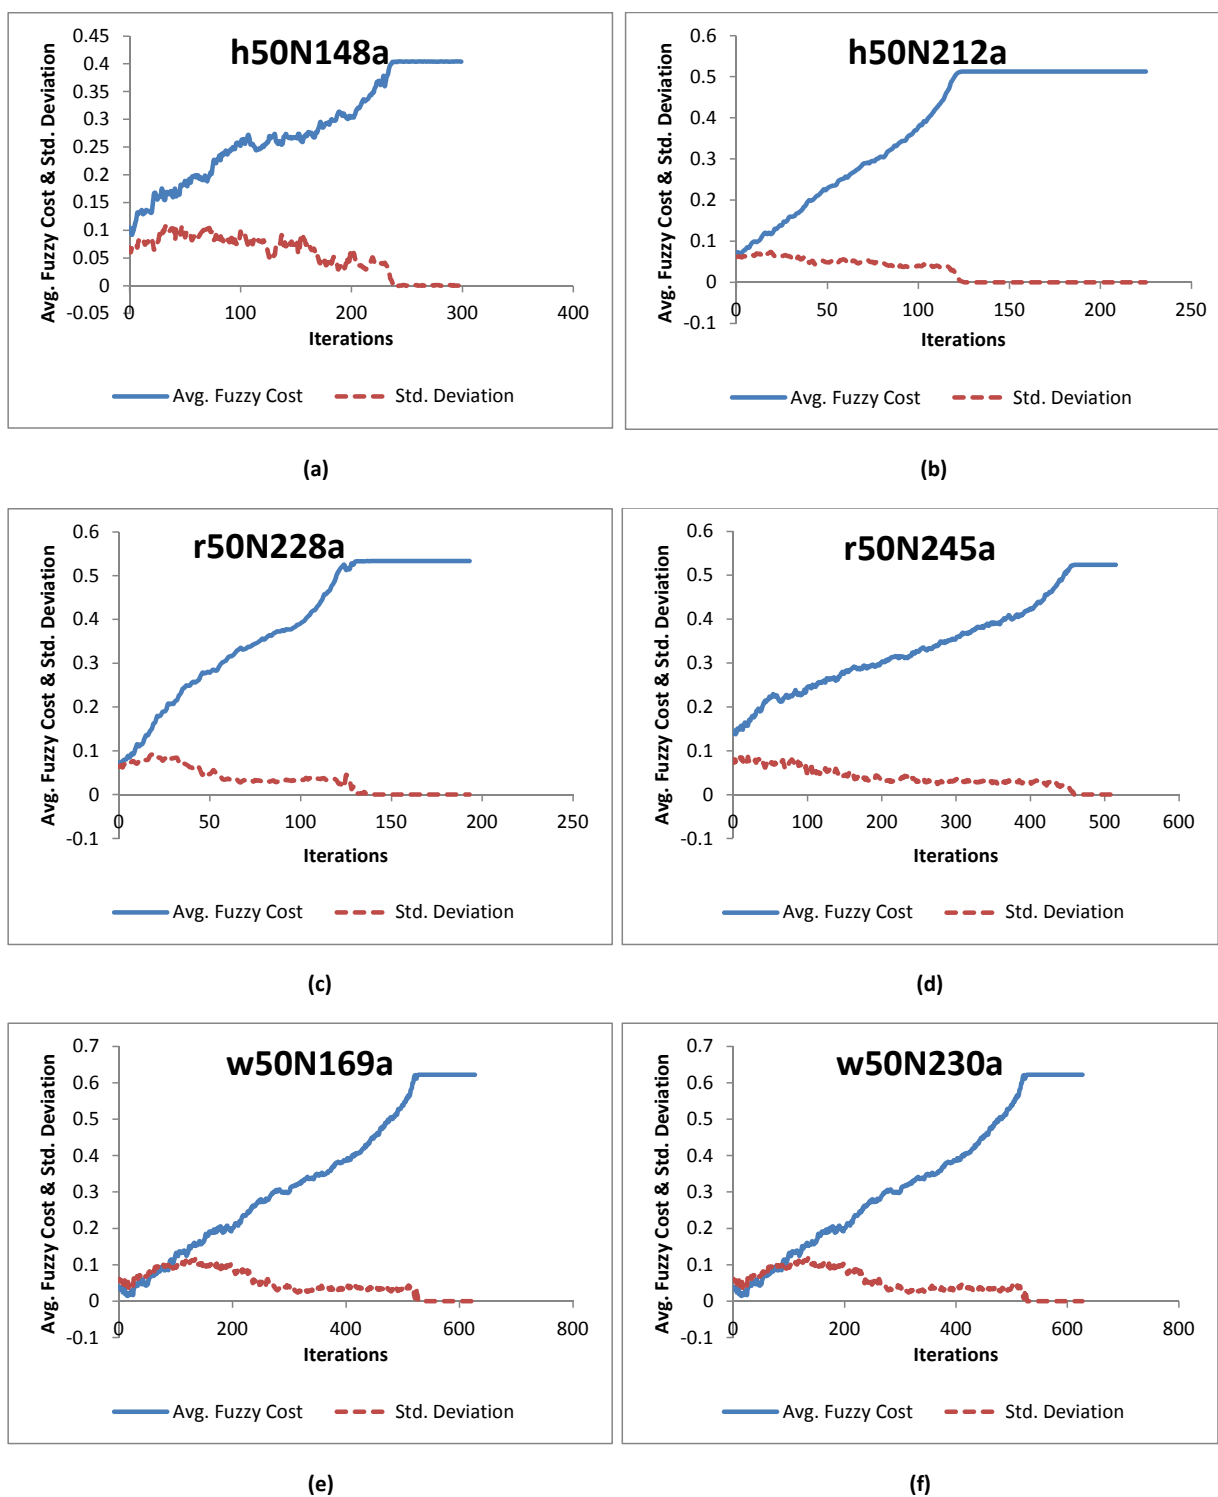 h50N148a
Avg. Fuzzy Cost & Std. Deviation
0.45
0.4
0.35
0.3
0.25
0.2
0.15
0.1
0.05
0
-0.05
0 100 200 300 400
Iterations
Avg. Fuzzy Cost Std. Deviation
(a)
h50N212a
Avg. Fuzzy Cost & Std. Deviation
0.6
0.5
0.4
0.3
0.2
0.1
0
-0.1
0 50 100 150 200 250
Iterations
Avg. Fuzzy Cost Std. Deviation
(b)
r50N228a
Avg. Fuzzy Cost & Std. Deviation
0.6
0.5
0.4
0.3
0.2
0.1
0
-0.1
0 50 100 150 200 250
Iterations
Avg. Fuzzy Cost Std. Deviation
(c)
r50N245a
Avg. Fuzzy Cost & Std. Deviation
0.6
0.5
0.4
0.3
0.2
0.1
0
-0.1
0 100 200 300 400 500 600
Iterations
Avg. Fuzzy Cost Std. Deviation
(d)
w50N169a
Avg. Fuzzy Cost & Std. Deviation
0.7
0.6
0.5
0.4
0.3
0.2
0.1
0
-0.1
0 200 400 600 800
Iterations
Avg. Fuzzy Cost Std. Deviation
(e)
w50N230a
Avg. Fuzzy Cost & Std. Deviation
0.7
0.6
0.5
0.4
0.3
0.2
0.1
0
-0.1
0 200 400 600 800
Iterations
Avg. Fuzzy Cost Std. Deviation
(f)